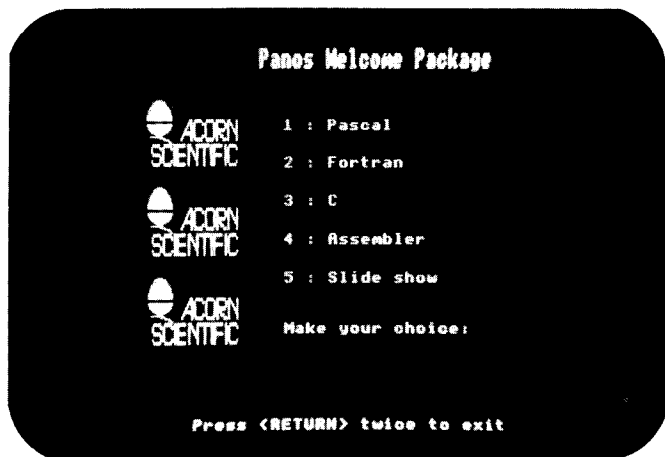 Panos Welcome Package
ACORN
SCIENTIFIC
1 : Pascal
2 : Fortran
ACORN
SCIENTIFIC
3 : C
4 : Assembler
5 : Slide show
ACORN
SCIENTIFIC
Make your choice:
Press <RETURN> twice to exit